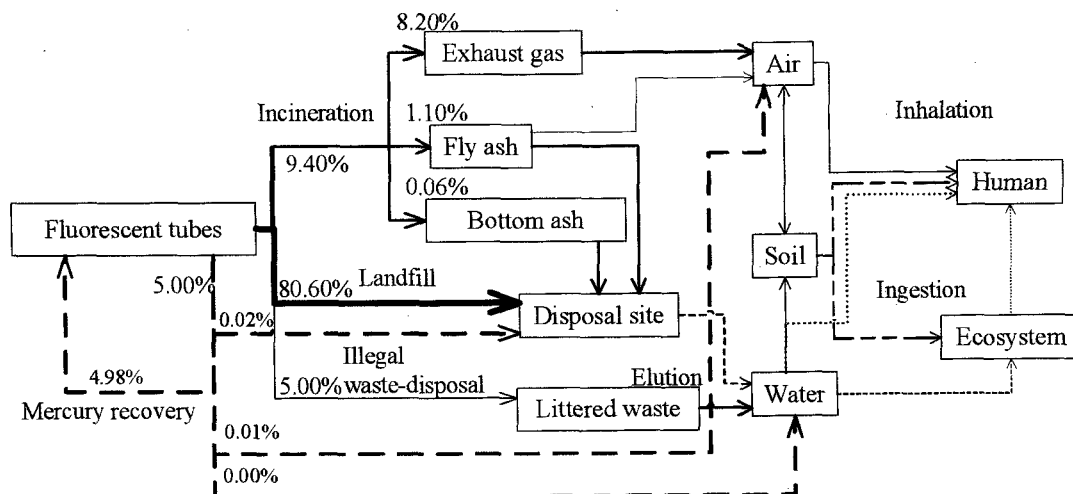 8.20%
Exhaust gas
Air
Incineration
1.10%
Inhalation
9.40%
Fly ash
0.06%
Human
Bottom ash
Fluorescent tubes
Soil
5.00%
80.60%
Landfill
Ingestion
0.02%
Disposal site
Ecosystem
Illegal
4.98%
5.00%
waste-disposal
Elution
Mercury recovery
Littered waste
Water
0.01%
0.00%